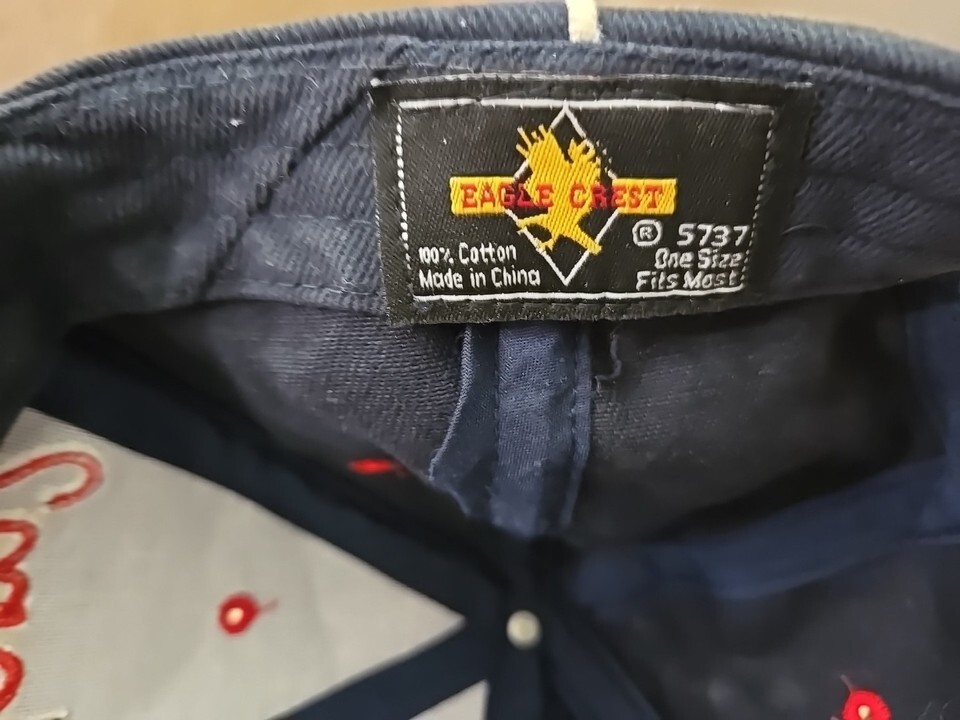 EAGLE CREST
® 5737
100% Cotton
One Size
Made in China
Fits Most